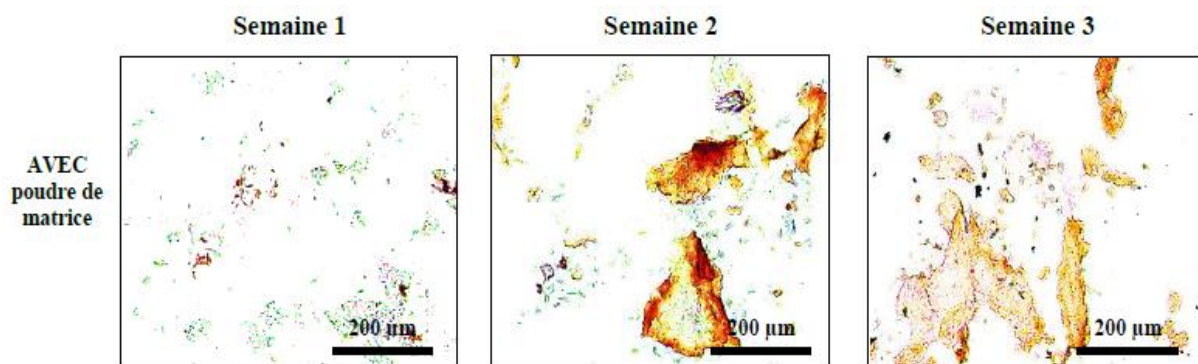 Semaine 1
Semaine 2
Semaine 3
AVEC
poudre de
matrice
200 µm
200 µm
200 µm